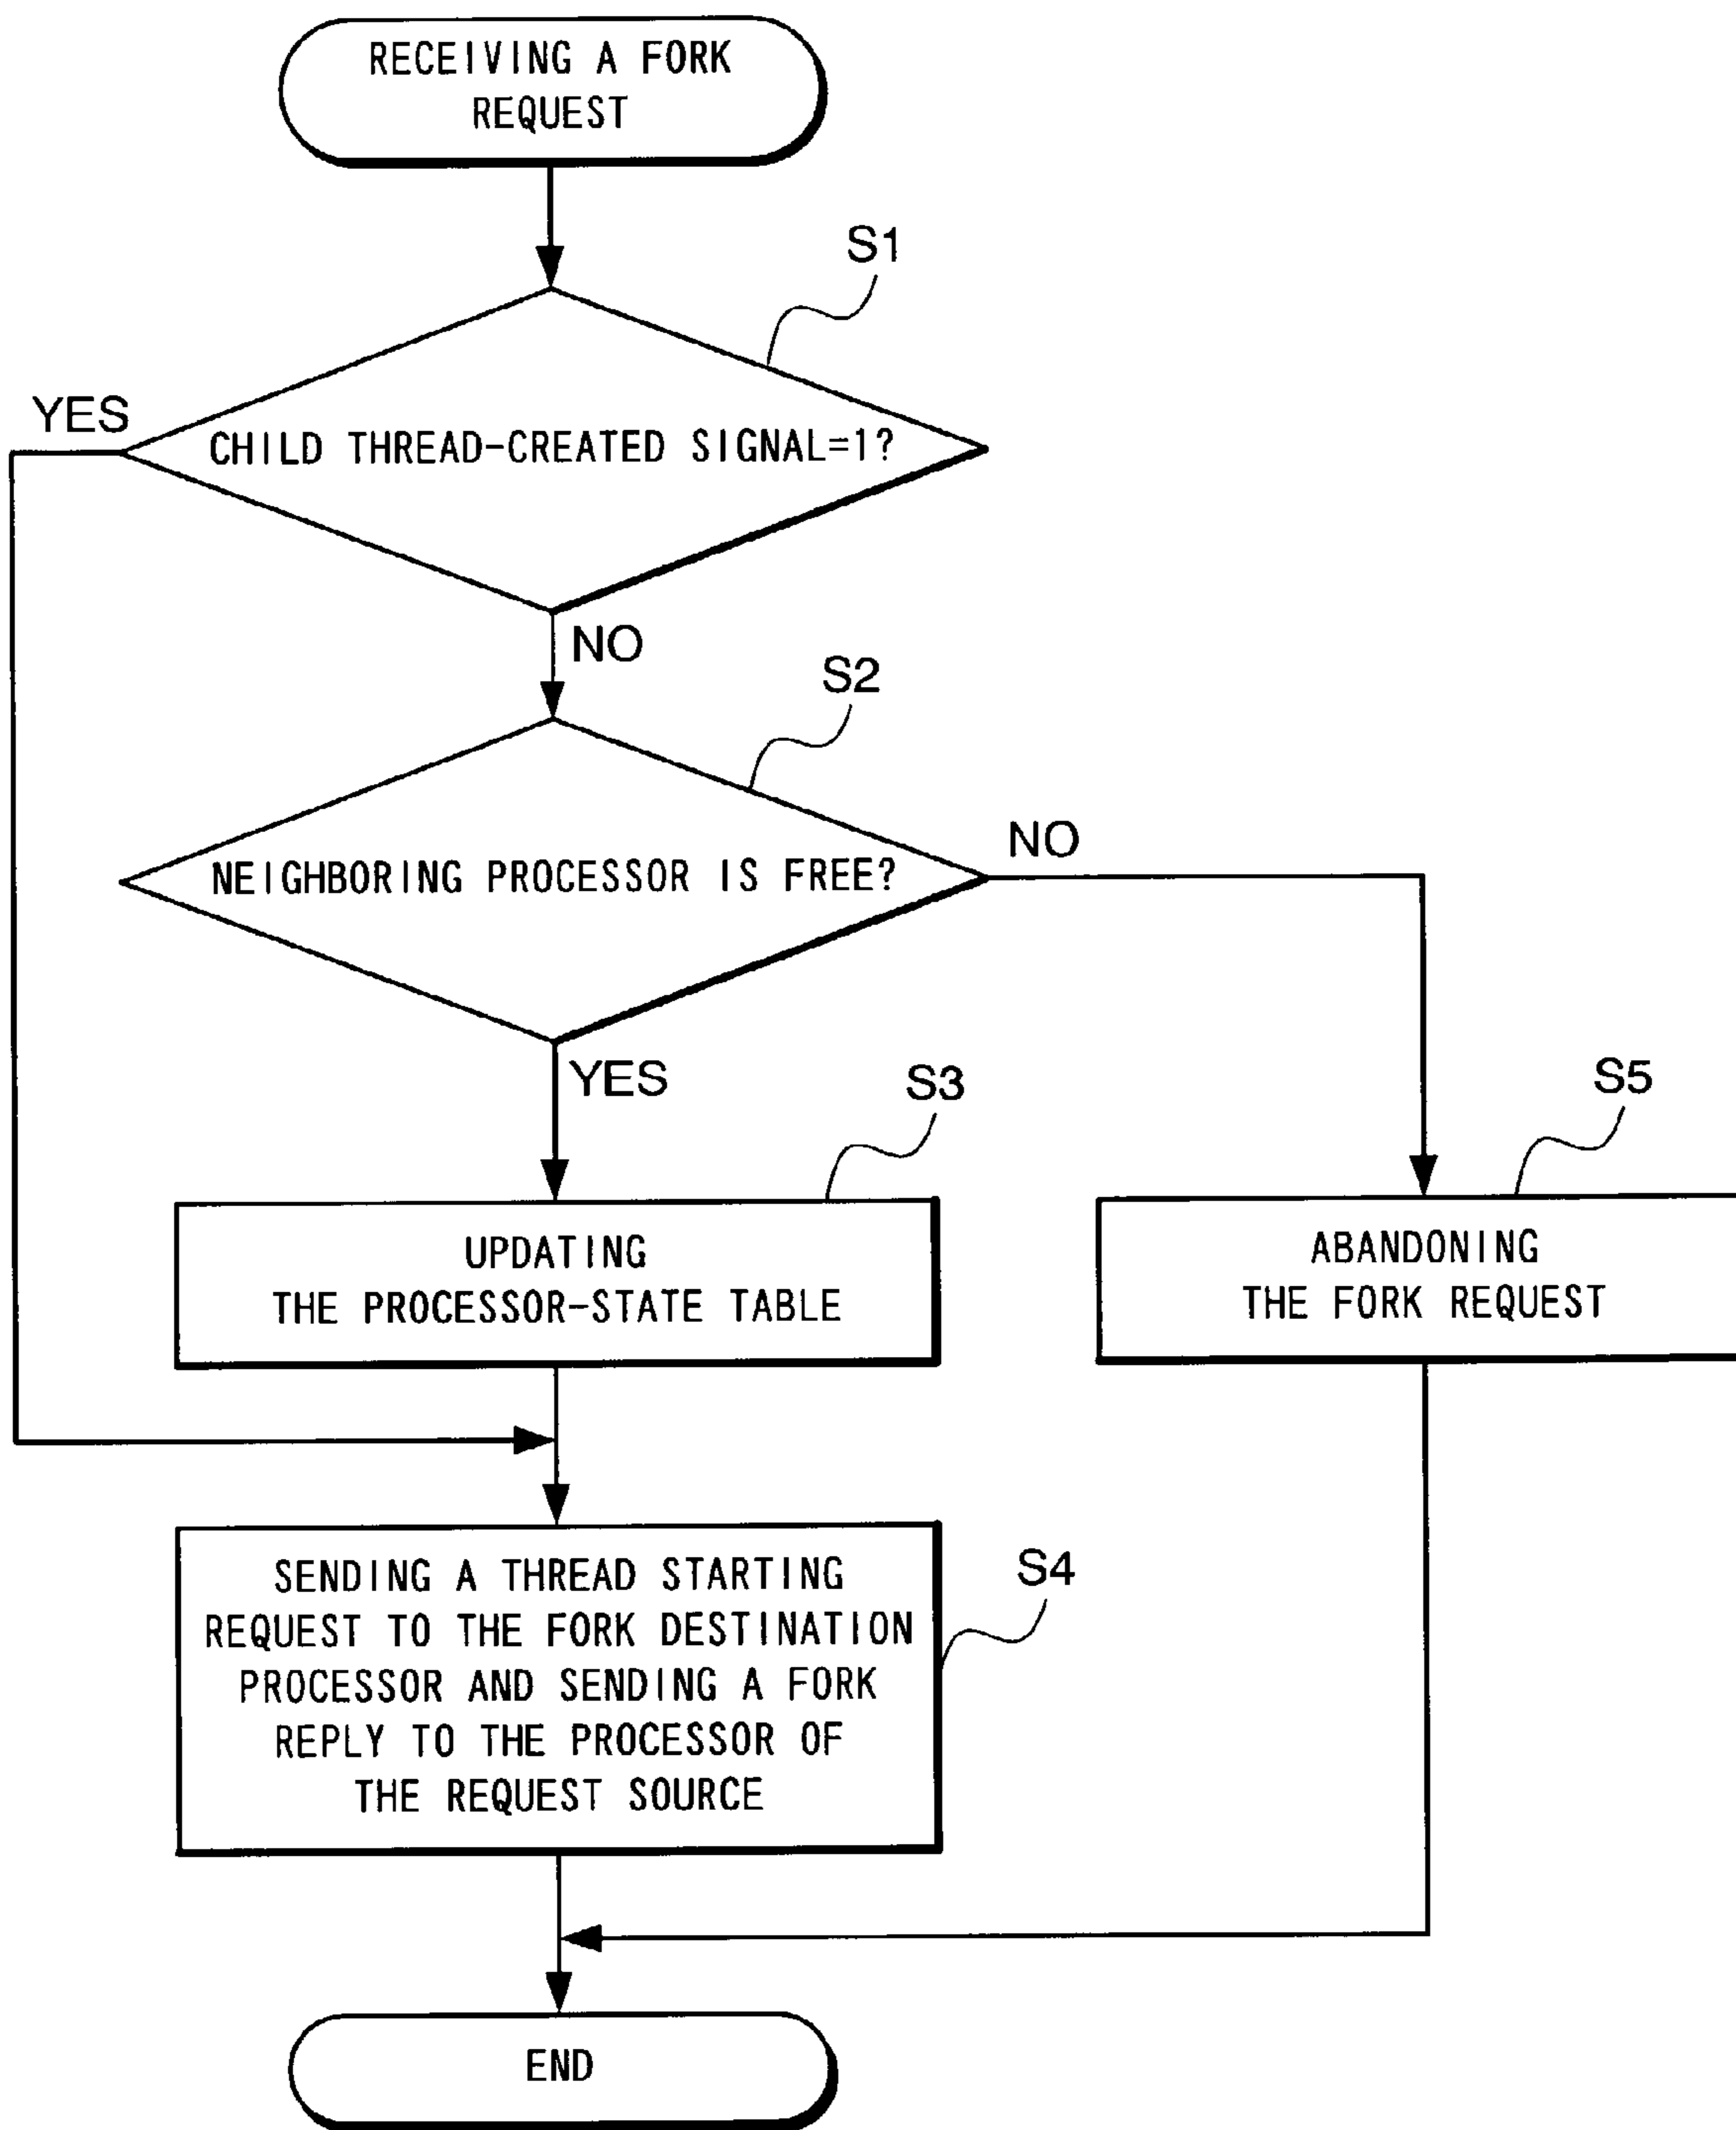 RECEIVING A FORK
REQUEST
S1
YES
CHILD THREAD-CREATED SIGNAL=1?
NO
S2
NO
NEIGHBORING PROCESSOR IS FREE?
YES
S3
S5
UPDATING
THE PROCESSOR-STATE TABLE
ABANDONING
THE FORK REQUEST
SENDING A THREAD STARTING
REQUEST TO THE FORK DESTINATION
PROCESSOR AND SENDING A FORK
REPLY TO THE PROCESSOR OF
THE REQUEST SOURCE
S4
END